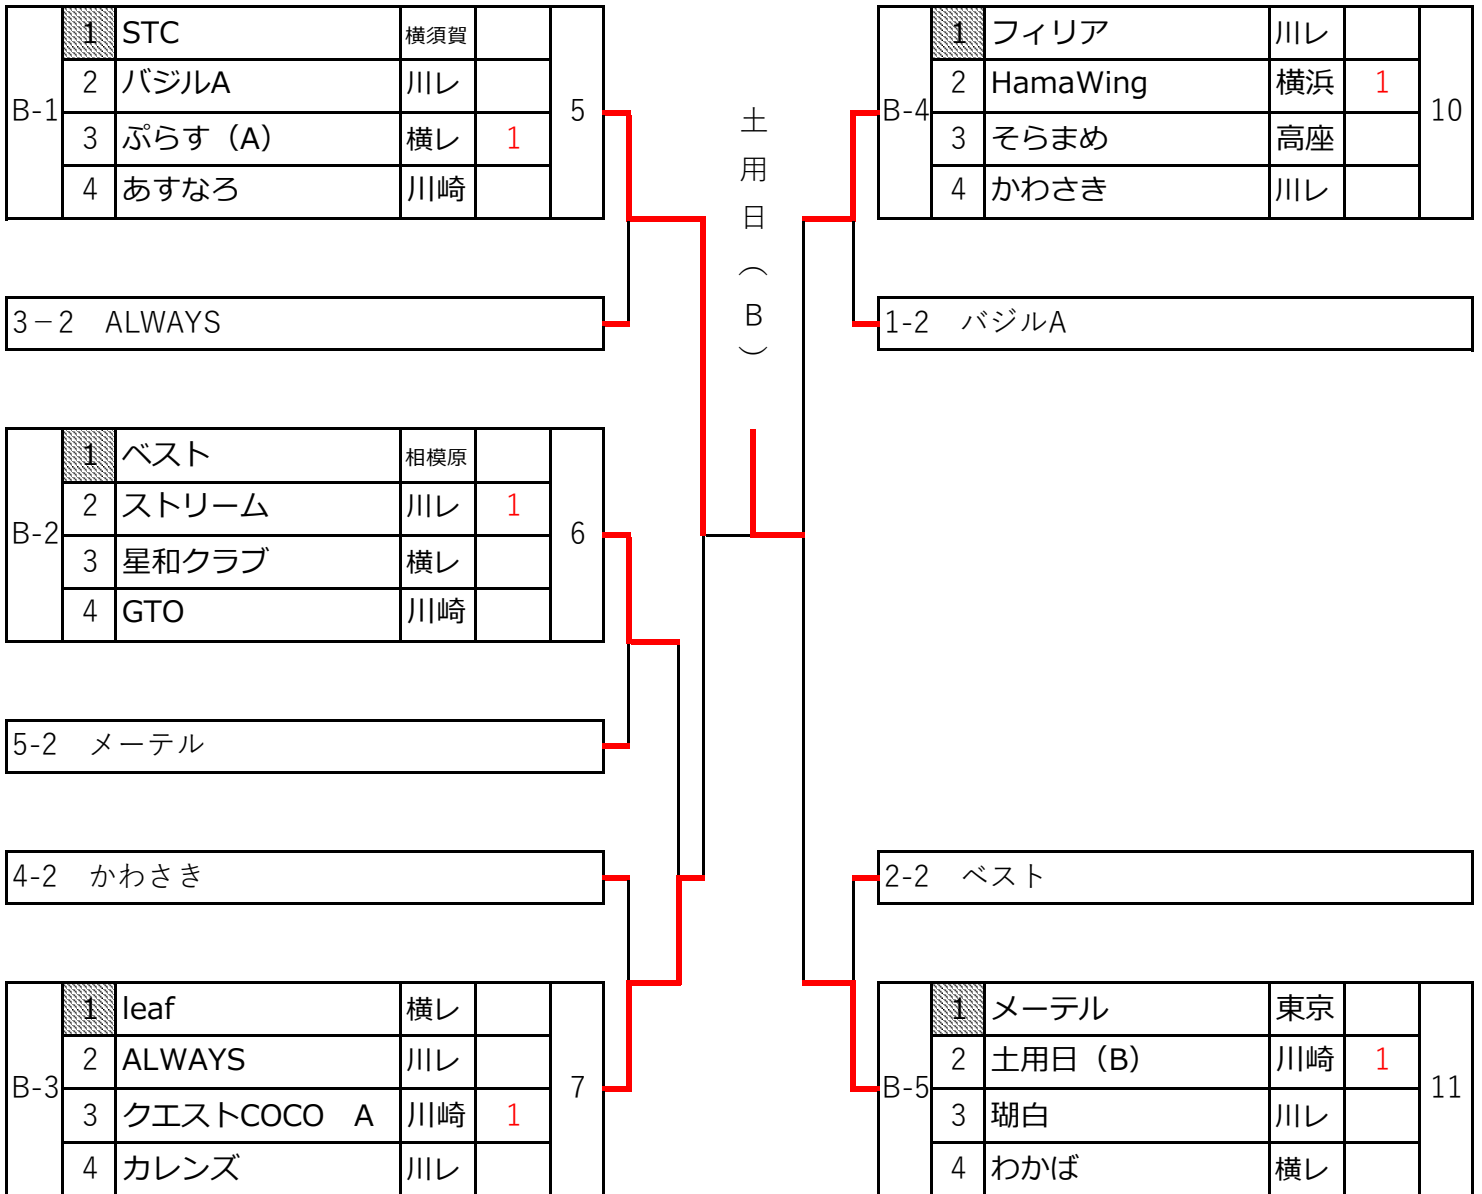 B-1
1 STC 横須賀
2 バジルA 川レ
3 ぷらす（A） 横レ 1
4 あすなろ 川崎
5
3－2　ALWAYS
B-2
1 ベスト 相模原
2 ストリーム 川レ 1
3 星和クラブ 横レ
4 GTO 川崎
6
5-2　メーテル
4-2　かわさき
B-3
1 leaf 横レ
2 ALWAYS 川レ
3 クエストCOCO　A 川崎 1
4 カレンズ 川レ
7
土用日（B）
B-4
1 フィリア 川レ
2 HamaWing 横浜 1
3 そらまめ 高座
4 かわさき 川レ
10
1-2　バジルA
2-2　ベスト
B-5
1 メーテル 東京
2 土用日（B） 川崎 1
3 瑚白 川レ
4 わかば 横レ
11